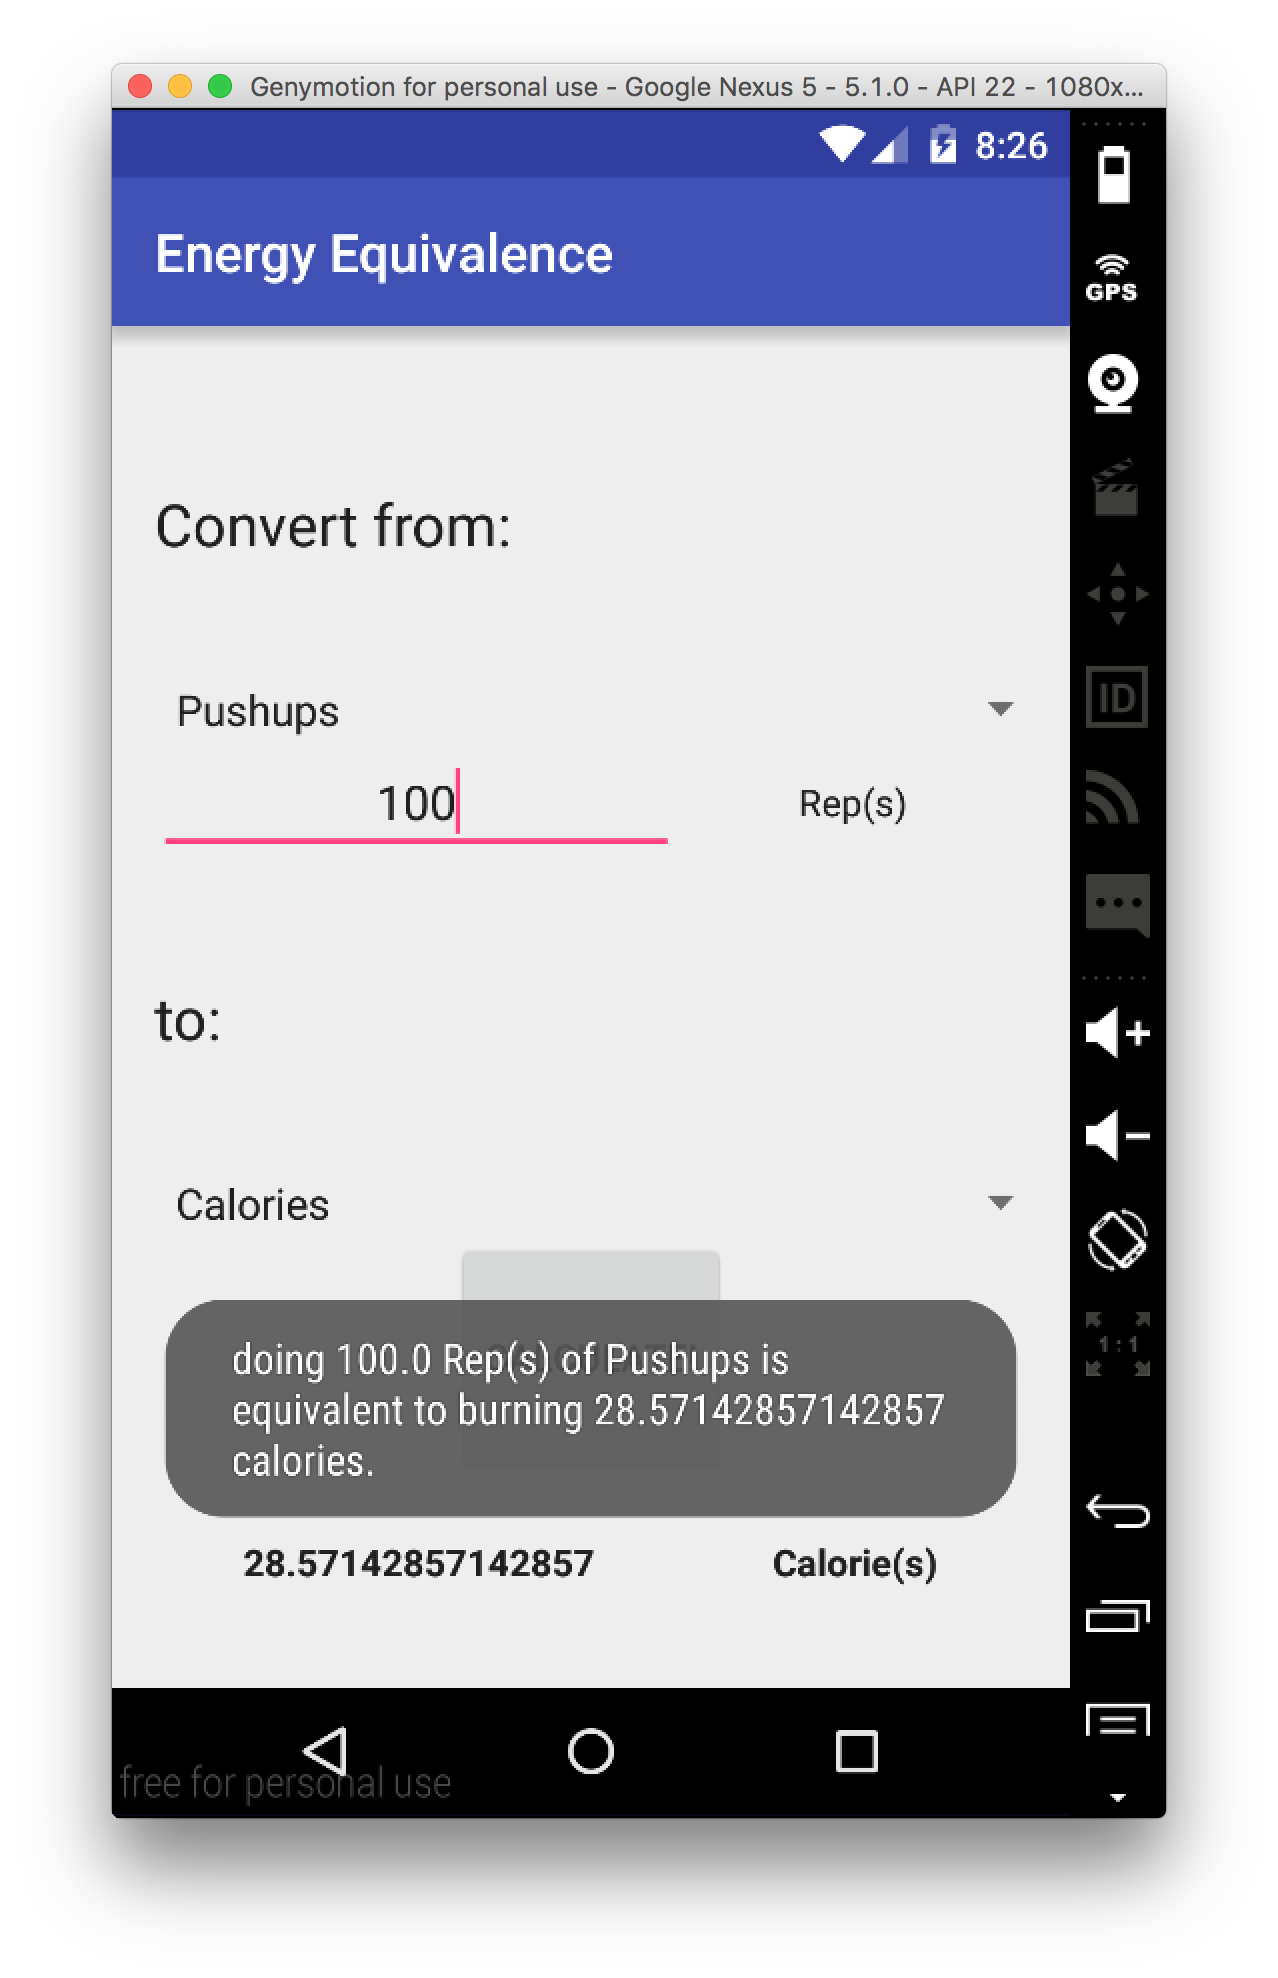 Genymotion for personal use - Google Nexus 5 - 5.1.0 - API 22 - 1080x...
8:26
Energy Equivalence
GPS
Convert from:
Pushups
ID
100
Rep(s)
to:
Calories
1:1
doing 100.0 Rep(s) of Pushups is
equivalent to burning 28.57142857142857
calories.
28.57142857142857
Calorie(s)
free for personal use